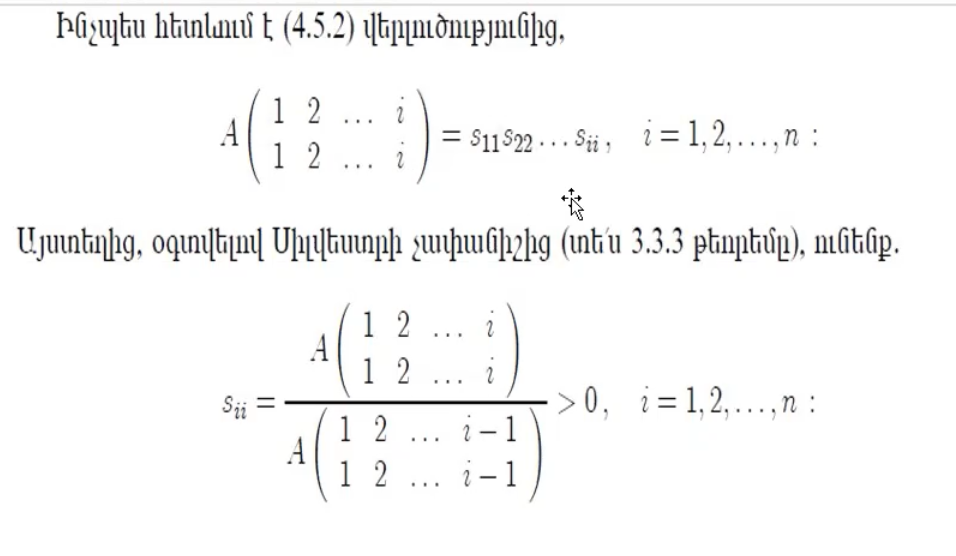 Ինչպես հետևում է (4.5.2) վերլուծությունից,
A ( 1 2 … i
1 2 … i ) = s₁₁s₂₂ … sᵢᵢ , i = 1, 2, …, n :
Այստեղից, օգտվելով Սիլվեստրի չափանիշից (տե՛ս 3.3.3 թեորեմը), ունենք.
A ( 1 2 … i
1 2 … i )
sᵢᵢ = > 0, i = 1, 2, …, n :
A ( 1 2 … i − 1
1 2 … i − 1 )